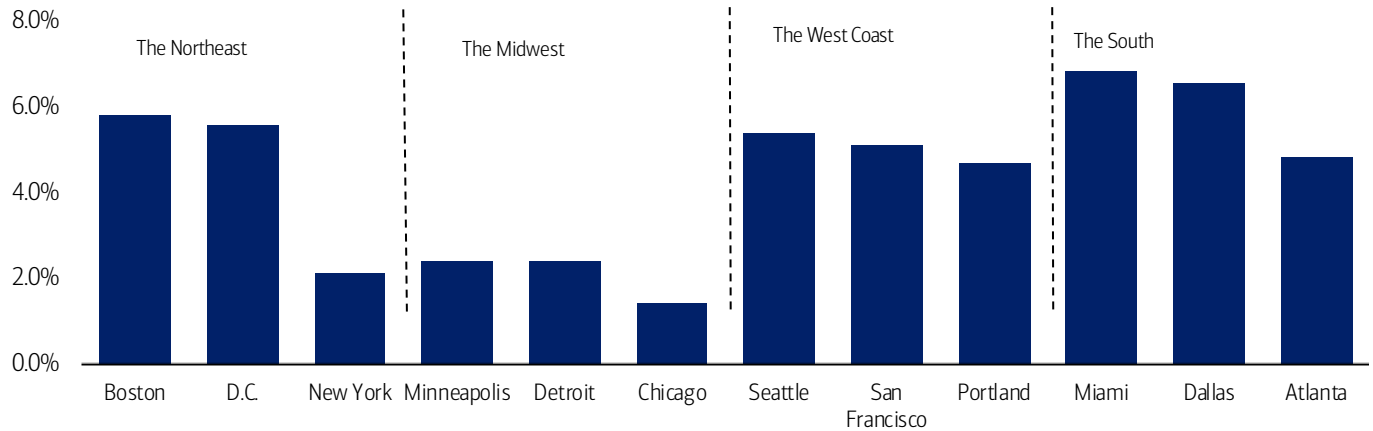 8.0%
The Northeast
The Midwest
The West Coast
The South
6.0%
4.0%
2.0%
0.0%
Boston
D.C.
New York
Minneapolis
Detroit
Chicago
Seattle
San
Francisco
Portland
Miami
Dallas
Atlanta